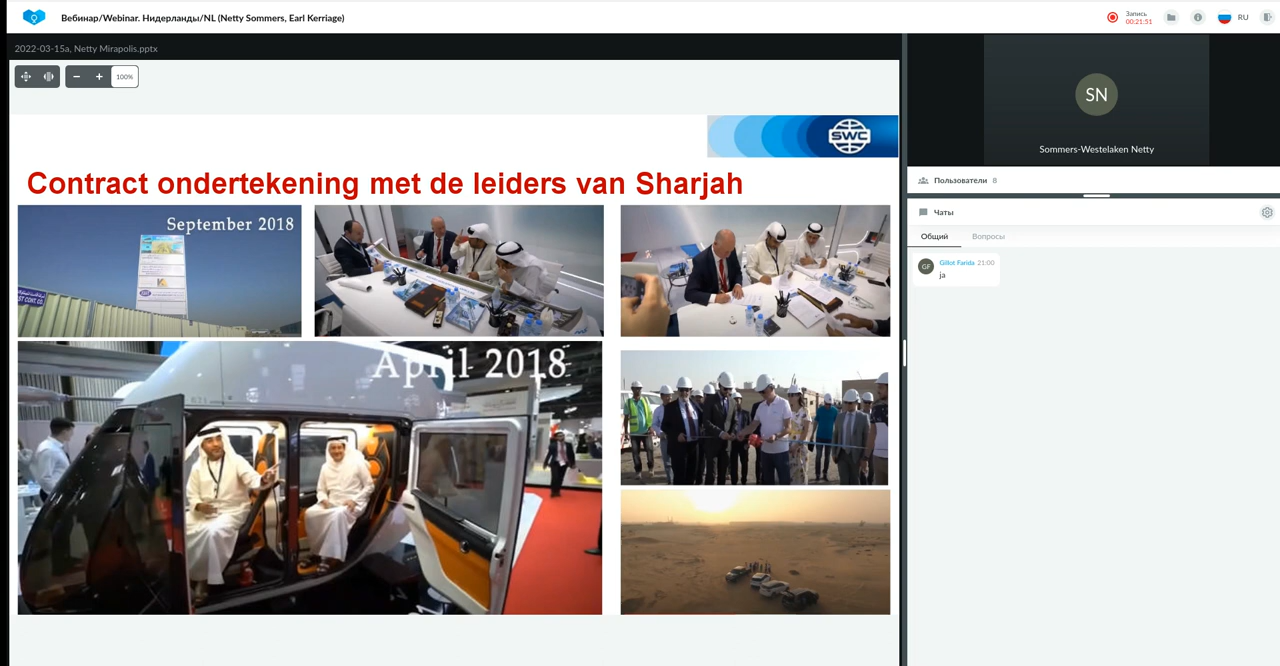 Вебинар/Webinar. Нидерланды/NL (Netty Sommers, Earl Kerriage)
Запись
00:21:51
RU
2022-03-15a, Netty Mirapolis.pptx
100%
SWC
Contract ondertekening met de leiders van Sharjah
September 2018
April 2018
SN
Sommers-Westelaken Netty
Пользователи 8
Чаты
Общий
Вопросы
GF
Gillot Farida 21:00
ja